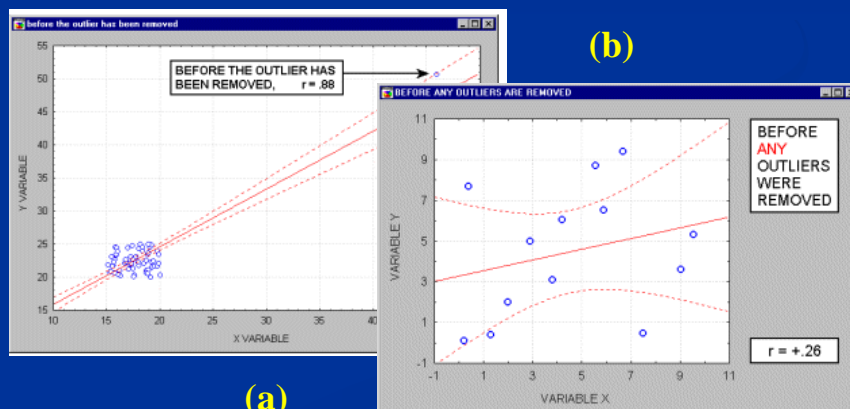 before the outlier has been removed
55
50
45
40
35
30
25
20
15
10
15
20
25
30
35
40
Y VARIABLE
X VARIABLE
BEFORE THE OUTLIER HAS
BEEN REMOVED, r = .88
(a)
(b)
BEFORE ANY OUTLIERS ARE REMOVED
11
9
7
5
3
1
-1
-1
1
3
5
7
9
11
VARIABLE Y
VARIABLE X
BEFORE
ANY
OUTLIERS
WERE
REMOVED
r = +.26